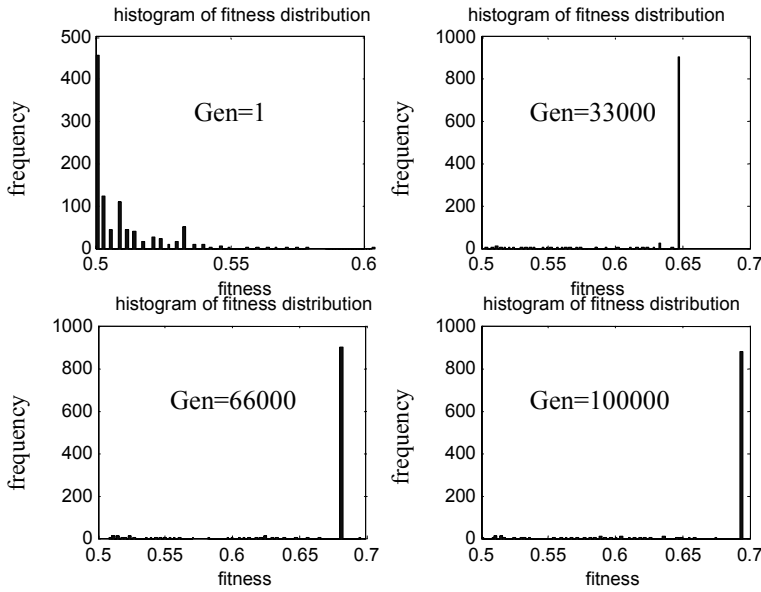 histogram of fitness distribution
500
400
300
200
100
0
frequency
Gen=1
0.5 0.55 0.6
fitness
histogram of fitness distribution
1000
800
600
400
200
0
frequency
Gen=33000
0.5 0.55 0.6 0.65 0.7
fitness
histogram of fitness distribution
1000
800
600
400
200
0
frequency
Gen=66000
0.5 0.55 0.6 0.65 0.7
fitness
histogram of fitness distribution
1000
800
600
400
200
0
frequency
Gen=100000
0.5 0.55 0.6 0.65 0.7
fitness